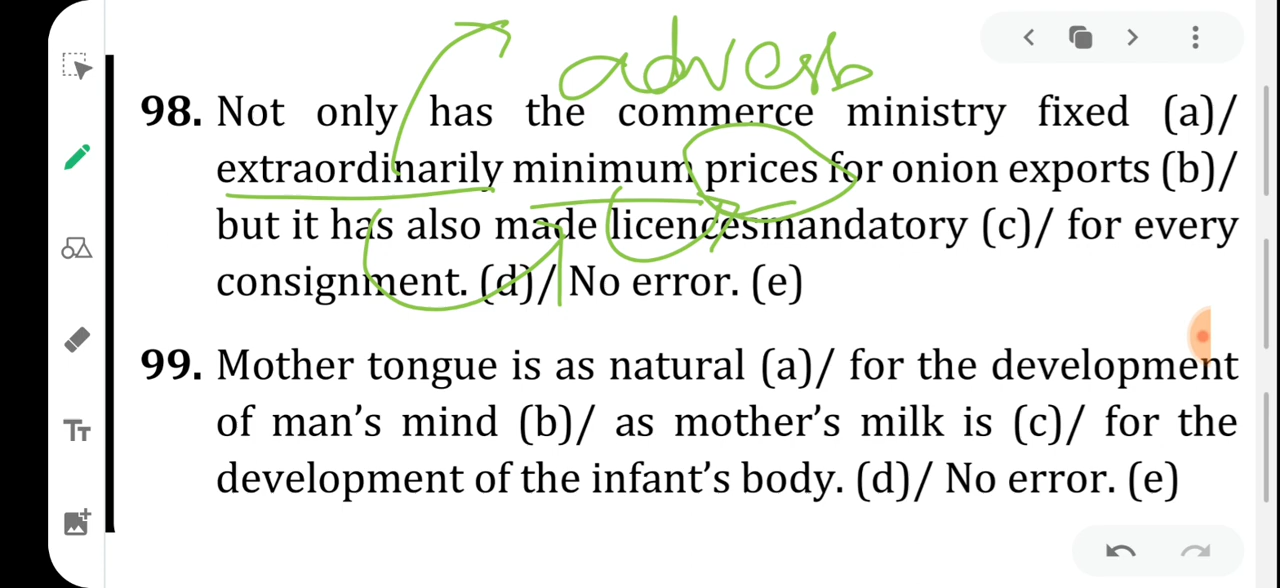 adverb
98. Not only has the commerce ministry fixed (a)/
extraordinarily minimum prices for onion exports (b)/
but it has also made licencesmandatory (c)/ for every
consignment. (d)/ No error. (e)
99. Mother tongue is as natural (a)/ for the development
of man's mind (b)/ as mother's milk is (c)/ for the
development of the infant's body. (d)/ No error. (e)
TT